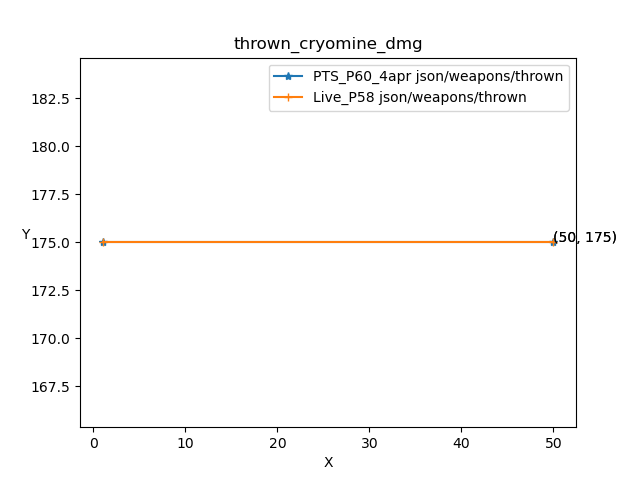 thrown_cryomine_dmg
PTS_P60_4apr json/weapons/thrown
Live_P58 json/weapons/thrown
182.5
180.0
177.5
Y
175.0
(50, 175)
172.5
170.0
167.5
0
10
20
30
40
50
X